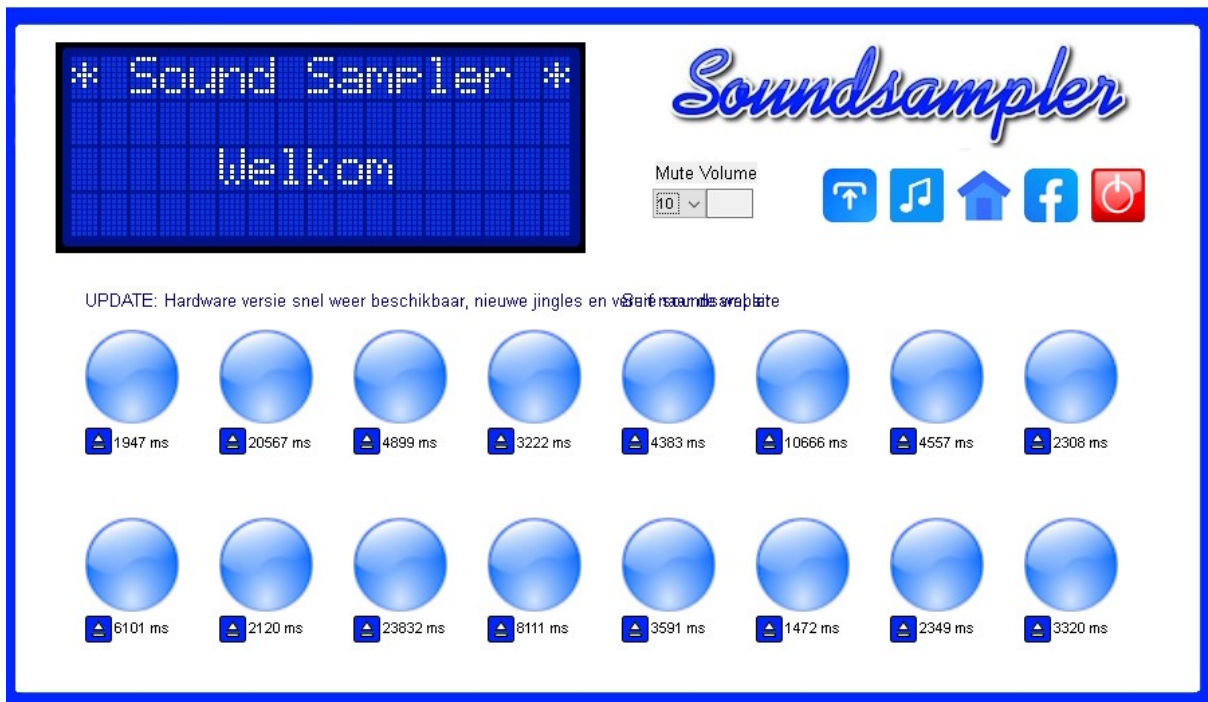 * Sound Sampler *
Welkom
Soundsampler
Mute Volume
10
UPDATE: Hardware versie snel weer beschikbaar, nieuwe jingles en
1947 ms 20567 ms 4899 ms 3222 ms 4383 ms 10666 ms 4557 ms 2308 ms
6101 ms 2120 ms 23832 ms 8111 ms 3591 ms 1472 ms 2349 ms 3320 ms